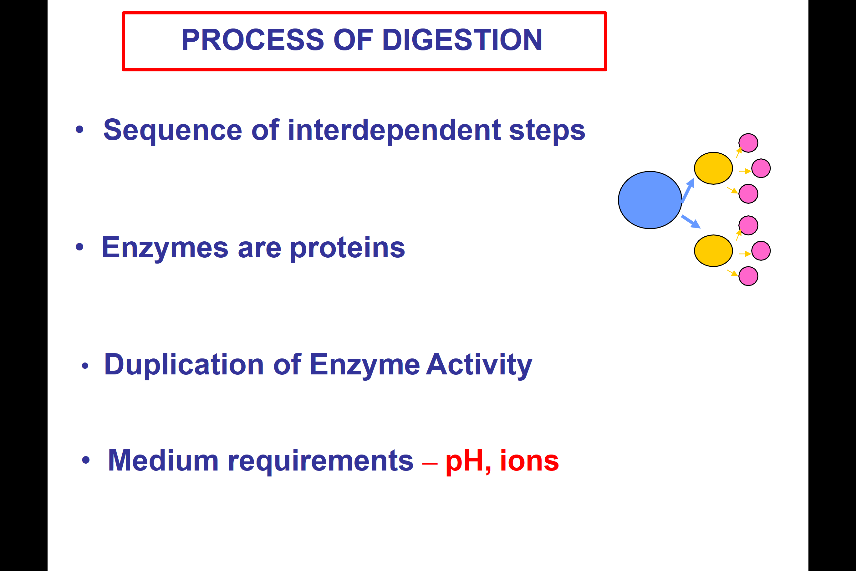 PROCESS OF DIGESTION
• Sequence of interdependent steps
• Enzymes are proteins
• Duplication of Enzyme Activity
• Medium requirements – pH, ions